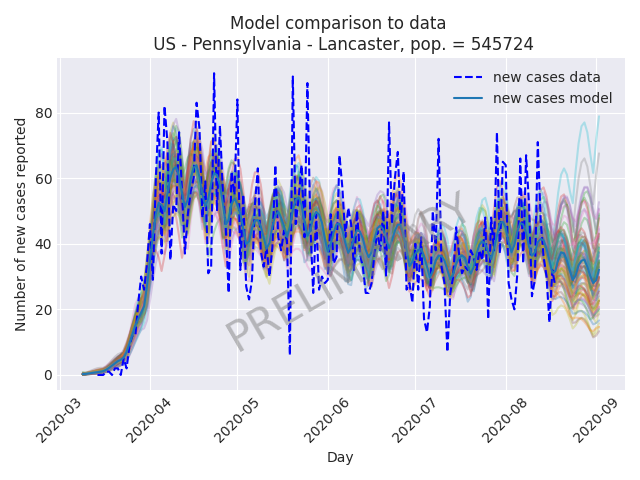 Model comparison to data
US - Pennsylvania - Lancaster, pop. = 545724
new cases data
new cases model
Number of new cases reported
80
60
40
20
0
PRELIMINARY
2020-03
2020-04
2020-05
2020-06
2020-07
2020-08
2020-09
Day